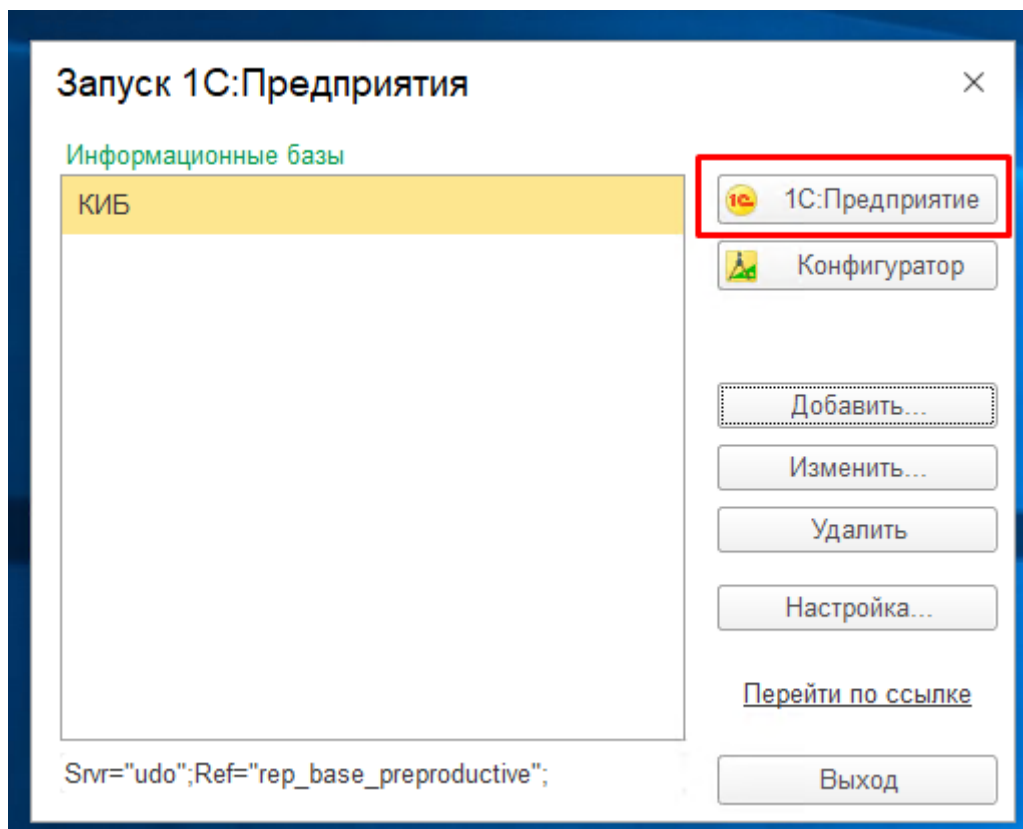 Запуск 1С:Предприятия
Информационные базы
КИБ
1С:Предприятие
Конфигуратор
Добавить...
Изменить...
Удалить
Настройка...
Перейти по ссылке
Srvr="udo";Ref="rep_base_preproductive";
Выход